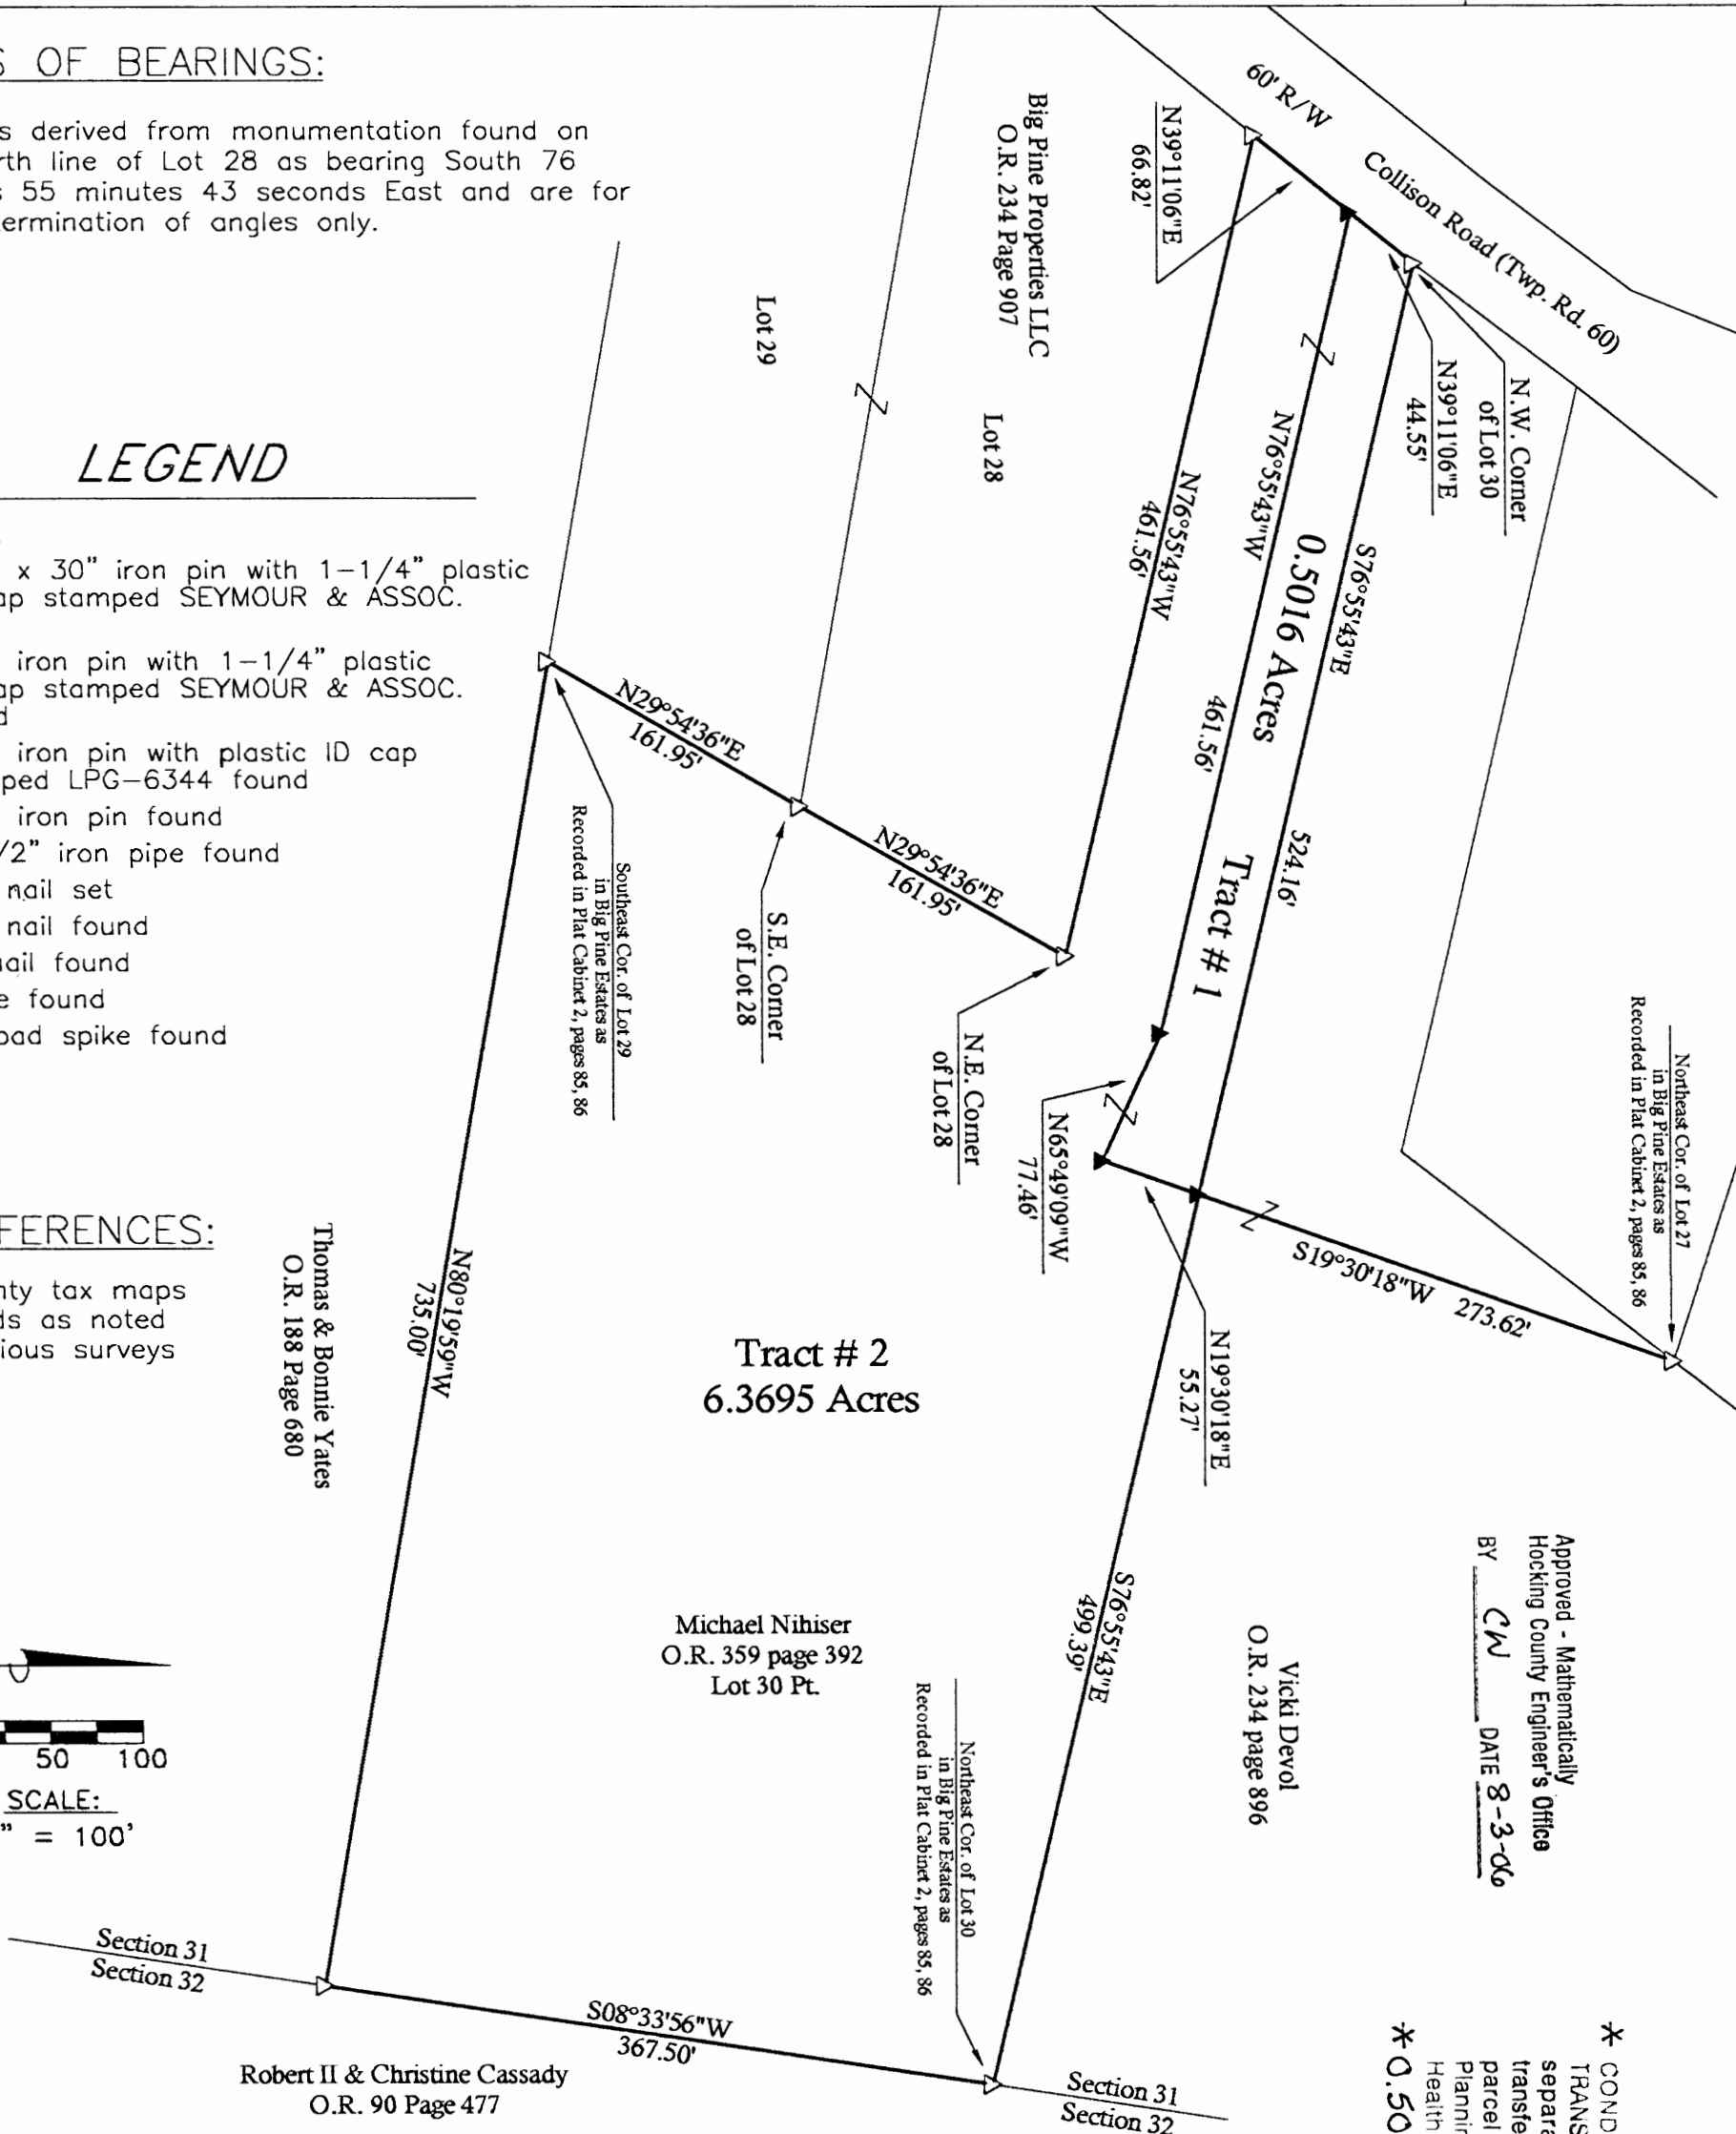 OF BEARINGS:
derived from monumentation found on
line of Lot 28 as bearing South 76
55 minutes 43 seconds East and are for
of angles only.
LEGEND
x 30" iron pin with 1-1/4" plastic
stamped SEYMOUR & ASSOC.
iron pin with 1-1/4" plastic
stamped SEYMOUR & ASSOC.
iron pin with plastic ID cap
LPG-6344 found
iron pin found
iron pipe found
nail set
nail found
found
found
spike found
tax maps
as noted
surveys
50 100
SCALE:
" = 100'
60' R/W
Collison Road (Twp. Rd. 60)
N39°11'06"E
66.82'
Big Pine Properties LLC
O.R. 234 Page 907
Lot 29
Lot 28
N.W. Corner
of Lot 30
N39°11'06"E
44.55'
N76°55'43"W
461.56'
N76°55'43"W
461.56'
0.5016 Acres
Tract # 1
S76°55'43"E
524.16'
N29°54'36"E
161.95'
N29°54'36"E
161.95'
Southeast Cor. of Lot 29
in Big Pine Estates as
Recorded in Plat Cabinet 2, pages 85, 86
S.E. Corner
of Lot 28
N.E. Corner
of Lot 28
N65°49'09"W
77.46'
Northeast Cor. of Lot 27
in Big Pine Estates as
Recorded in Plat Cabinet 2, pages 85, 86
S19°30'18"W 273.62'
N19°30'18"E
55.27'
Thomas & Bonnie Yates
O.R. 188 Page 680
N80°19'59"W
735.00'
Tract # 2
6.3695 Acres
Michael Nihiser
O.R. 359 page 392
Lot 30 Pt.
S76°55'43"E
499.39'
Vicki Devol
O.R. 234 page 896
Approved - Mathematically
Hocking County Engineer's Office
BY CW DATE 8-3-06
Northeast Cor. of Lot 30
in Big Pine Estates as
Recorded in Plat Cabinet 2, pages 85, 86
Section 31
Section 32
S08°33'56"W
367.50'
Section 31
Section 32
Robert II & Christine Cassady
O.R. 90 Page 477
*
parcel
Health
*0.50